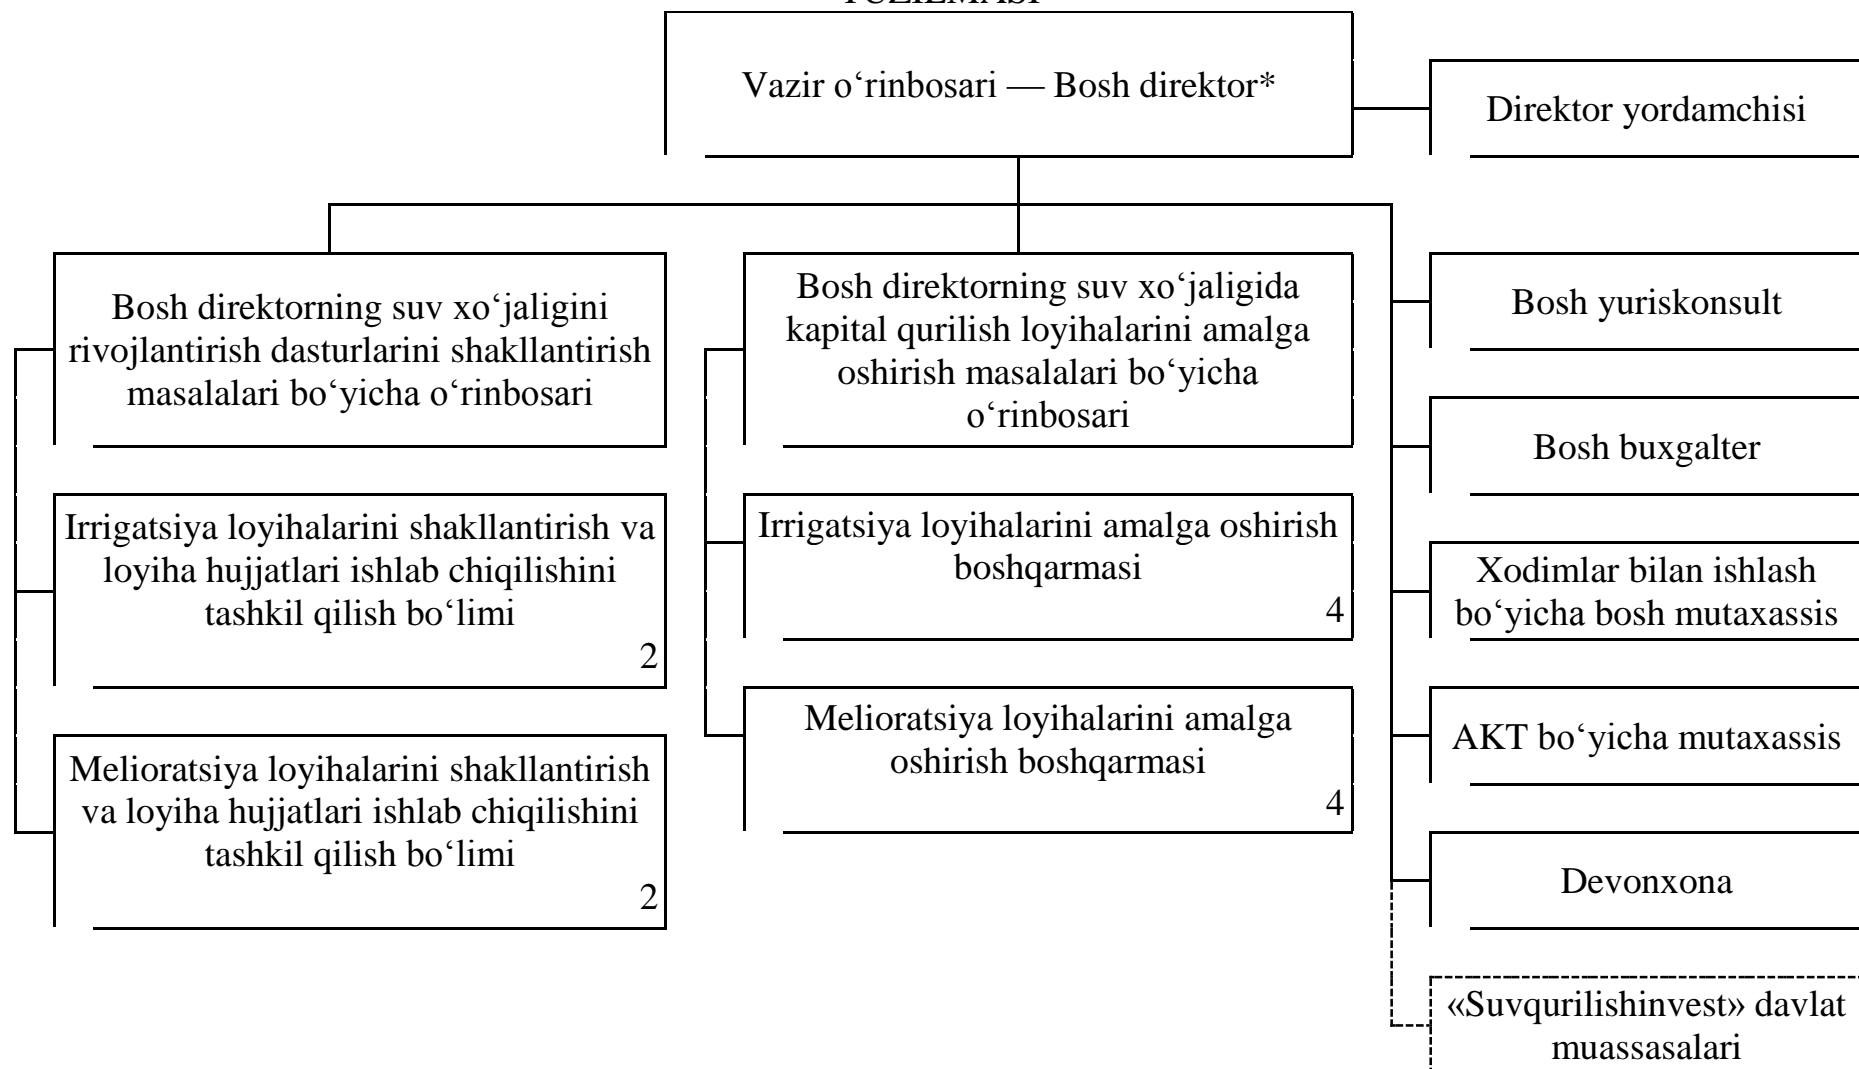 TUZILMASI
Vazir o‘rinbosari — Bosh direktor*
Direktor yordamchisi
Bosh direktorning suv xo‘jaligini
rivojlantirish dasturlarini shakllantirish
masalalari bo‘yicha o‘rinbosari
Irrigatsiya loyihalarini shakllantirish va
loyiha hujjatlari ishlab chiqilishini
tashkil qilish bo‘limi
2
Melioratsiya loyihalarini shakllantirish
va loyiha hujjatlari ishlab chiqilishini
tashkil qilish bo‘limi
2
Bosh direktorning suv xo‘jaligida
kapital qurilish loyihalarini amalga
oshirish masalalari bo‘yicha
o‘rinbosari
Irrigatsiya loyihalarini amalga oshirish
boshqarmasi
4
Melioratsiya loyihalarini amalga
oshirish boshqarmasi
4
Bosh yuriskonsult
Bosh buxgalter
Xodimlar bilan ishlash
bo‘yicha bosh mutaxassis
AKT bo‘yicha mutaxassis
Devonxona
«Suvqurilishinvest» davlat
muassasalari